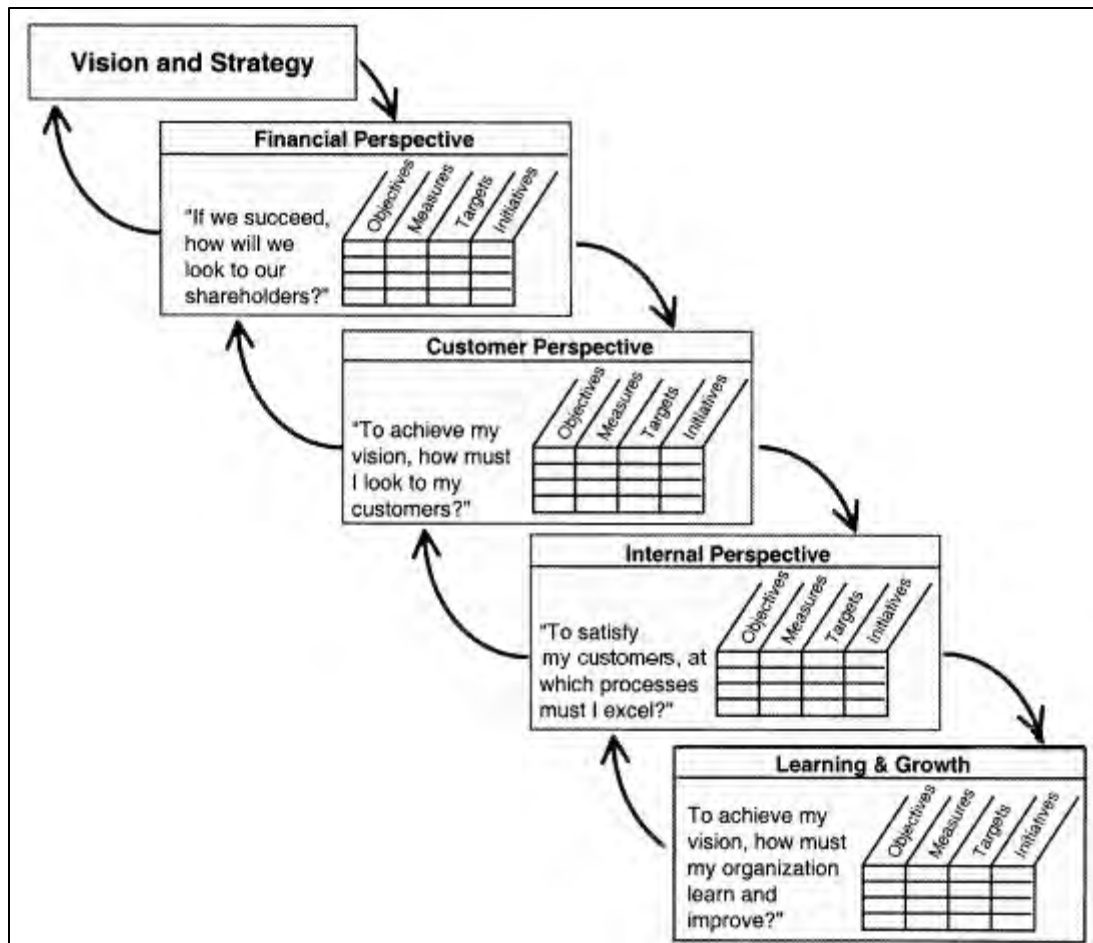 Vision and Strategy
Financial Perspective
Objectives
Measures
Targets
Initiatives
"If we succeed,
how will we
look to our
shareholders?"
Customer Perspective
Objectives
Measures
Targets
Initiatives
"To achieve my
vision, how must
I look to my
customers?"
Internal Perspective
Objectives
Measures
Targets
Initiatives
"To satisfy
my customers, at
which processes
must I excel?"
Learning & Growth
Objectives
Measures
Targets
Initiatives
To achieve my
vision, how must
my organization
learn and
improve?"